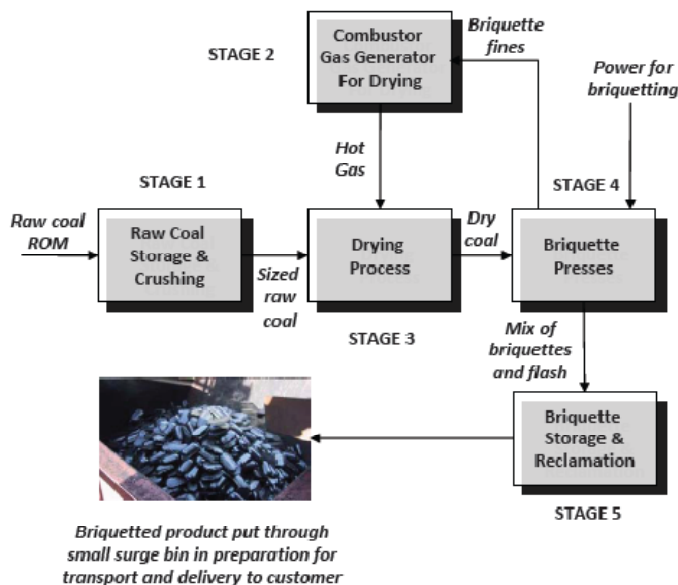 STAGE 2
Combustor
Gas Generator
For Drying
Briquette
fines
Power for
briquetting
Hot
Gas
STAGE 1
STAGE 4
Raw coal
ROM
Raw Coal
Storage &
Crushing
Sized
raw
coal
Drying
Process
Dry
coal
Briquette
Presses
STAGE 3
Mix of
briquettes
and flash
Briquette
Storage &
Reclamation
STAGE 5
Briquetted product put through
small surge bin in preparation for
transport and delivery to customer